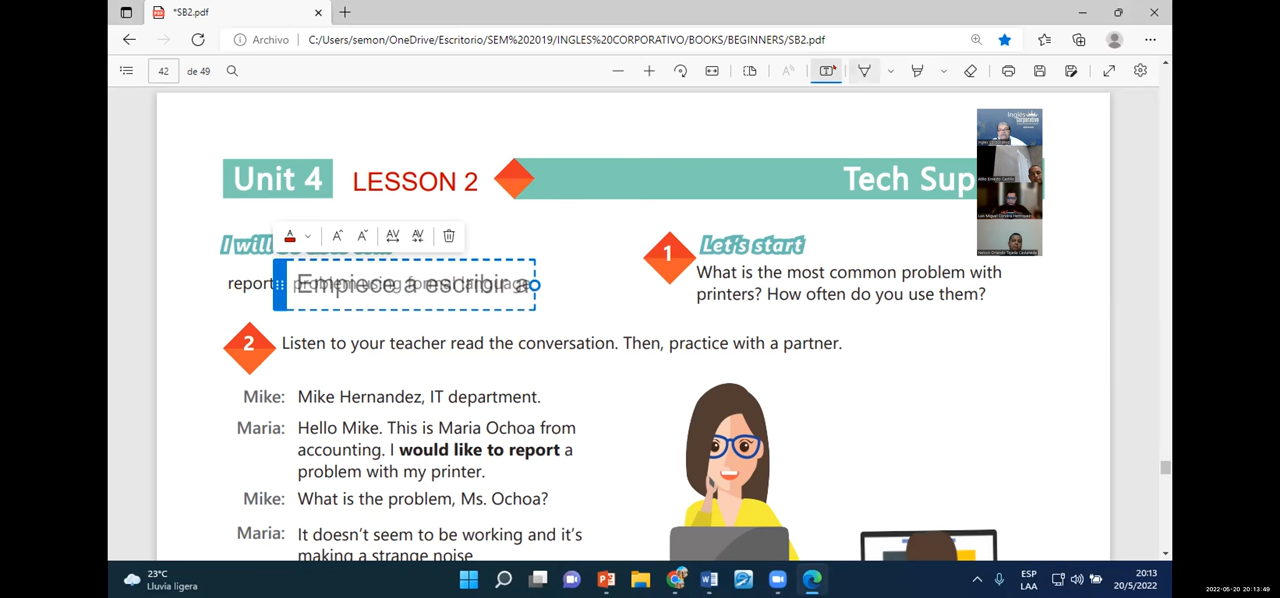 *SB2.pdf
Archivo
C:/Users/semon/OneDrive/Escritorio/SEM%202019/INGLES%20CORPORATIVO/BOOKS/BEGINNERS/SB2.pdf
42 de 49
Unit 4
LESSON 2
Tech Sup
I will
report
problem using formal language
Empiece a escribir a
1
Let's start
What is the most common problem with
printers? How often do you use them?
2
Listen to your teacher read the conversation. Then, practice with a partner.
Mike: Mike Hernandez, IT department.
Maria: Hello Mike. This is Maria Ochoa from
accounting. I would like to report a
problem with my printer.
Mike: What is the problem, Ms. Ochoa?
Maria: It doesn't seem to be working and it's
making a strange noise
23°C
Lluvia ligera
ESP
LAA
20:13
20/5/2022
2022-05-20 20:13:49